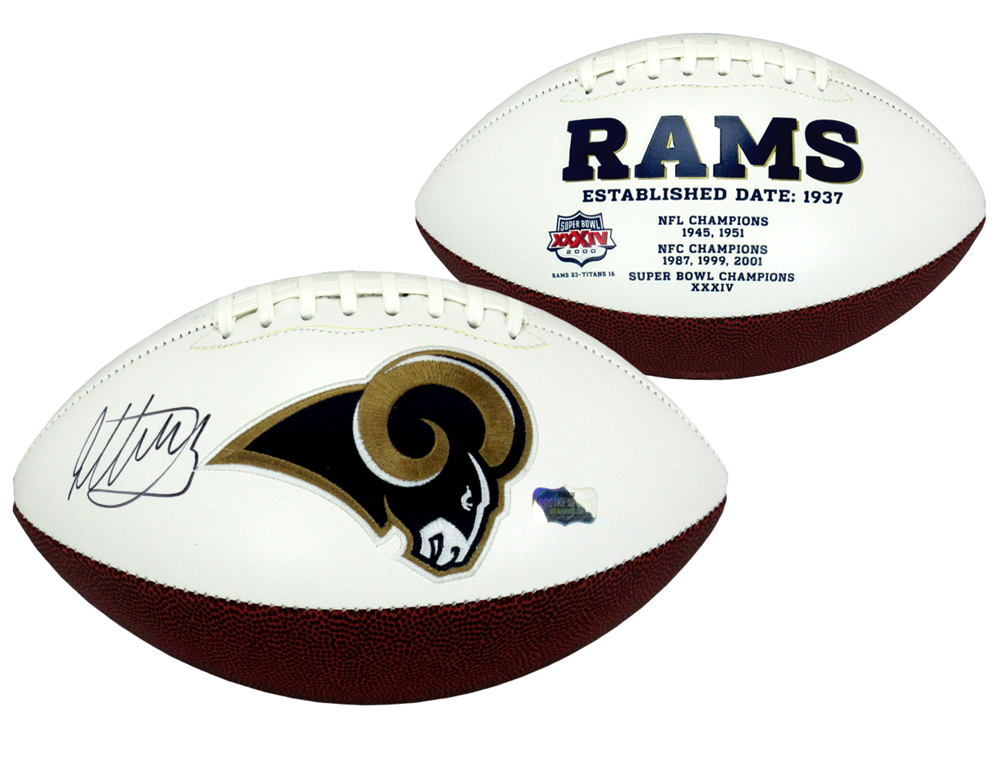 RAMS
ESTABLISHED DATE: 1937
SUPER BOWL
XXXIV
2000
RAMS 23-TITANS 16
NFL CHAMPIONS
1945, 1951
NFC CHAMPIONS
1987, 1999, 2001
SUPER BOWL CHAMPIONS
XXXIV